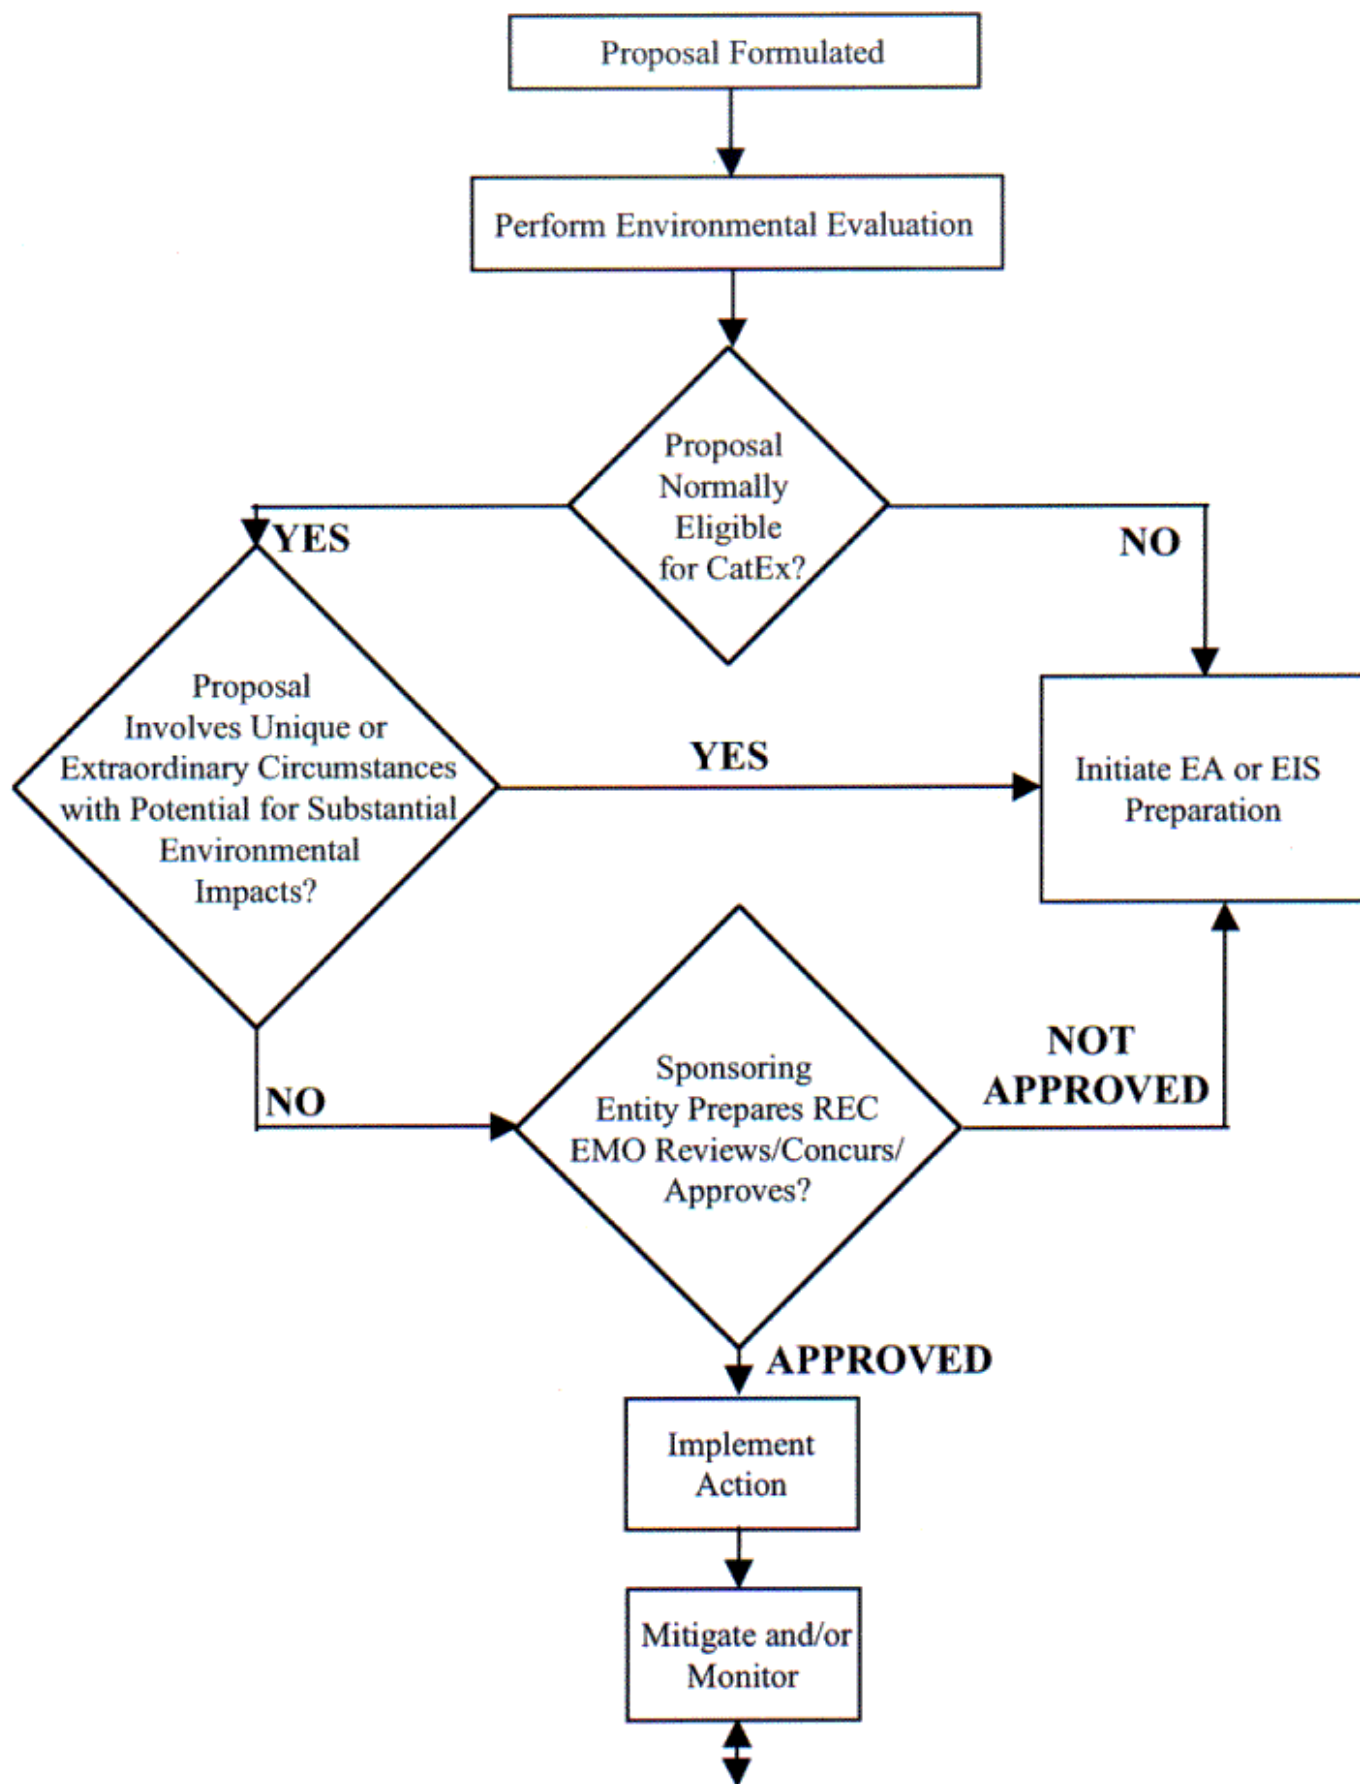 Proposal Formulated
Perform Environmental Evaluation
Proposal
Normally
Eligible
for CatEx?
YES
NO
Proposal
Involves Unique or
Extraordinary Circumstances
with Potential for Substantial
Environmental
Impacts?
YES
Initiate EA or EIS
Preparation
NO
Sponsoring
Entity Prepares REC
EMO Reviews/Concurs/
Approves?
NOT
APPROVED
APPROVED
Implement
Action
Mitigate and/or
Monitor